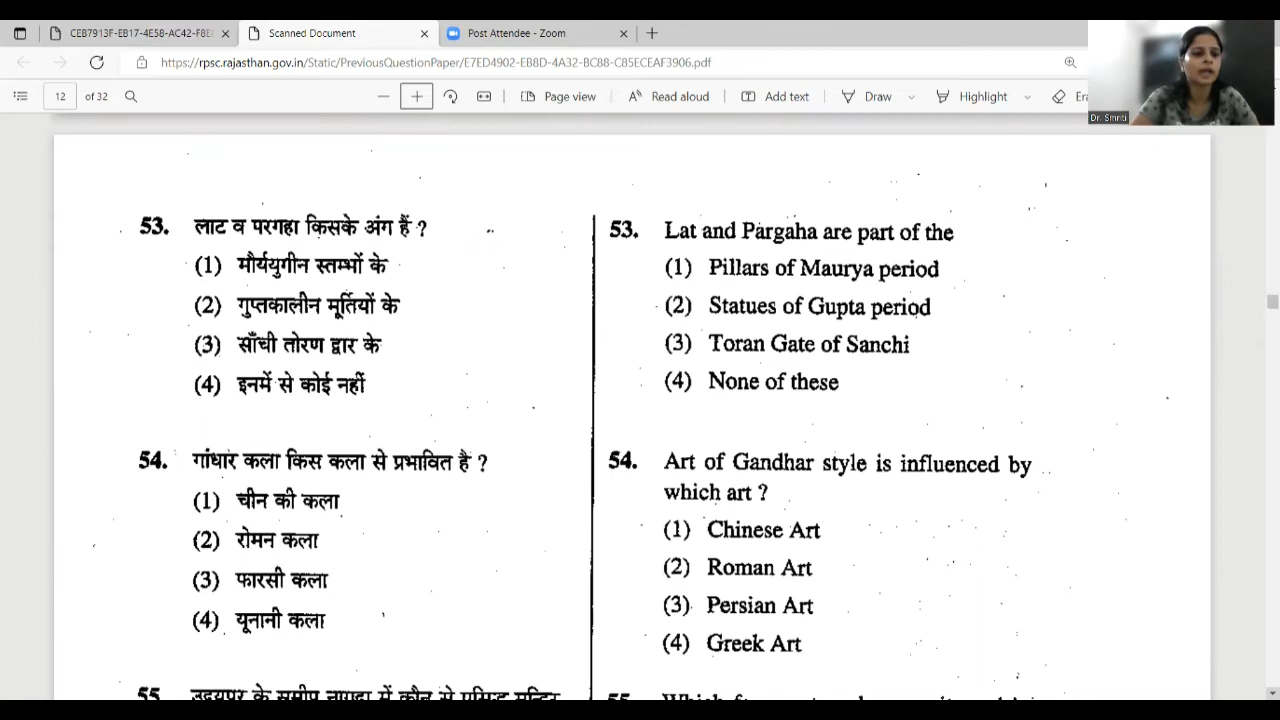 CEB7913F-EB17-4E58-AC42-F8E
Scanned Document
Post Attendee - Zoom
https://rpsc.rajasthan.gov.in/Static/PreviousQuestionPaper/E7ED4902-EB8D-4A32-BC88-C85ECEAF3906.pdf
12 of 32
Page view
Read aloud
Add text
Draw
Highlight
Era
Dr. Smriti
53. लाट व परगहा किसके अंग हैं ?
(1) मौर्ययुगीन स्तम्भों के
(2) गुप्तकालीन मूर्तियों के
(3) साँची तोरण द्वार के
(4) इनमें से कोई नहीं
54. गांधार कला किस कला से प्रभावित है ?
(1) चीन की कला
(2) रोमन कला
(3) फारसी कला
(4) यूनानी कला
53. Lat and Pargaha are part of the
(1) Pillars of Maurya period
(2) Statues of Gupta period
(3) Toran Gate of Sanchi
(4) None of these
54. Art of Gandhar style is influenced by
which art ?
(1) Chinese Art
(2) Roman Art
(3) Persian Art
(4) Greek Art